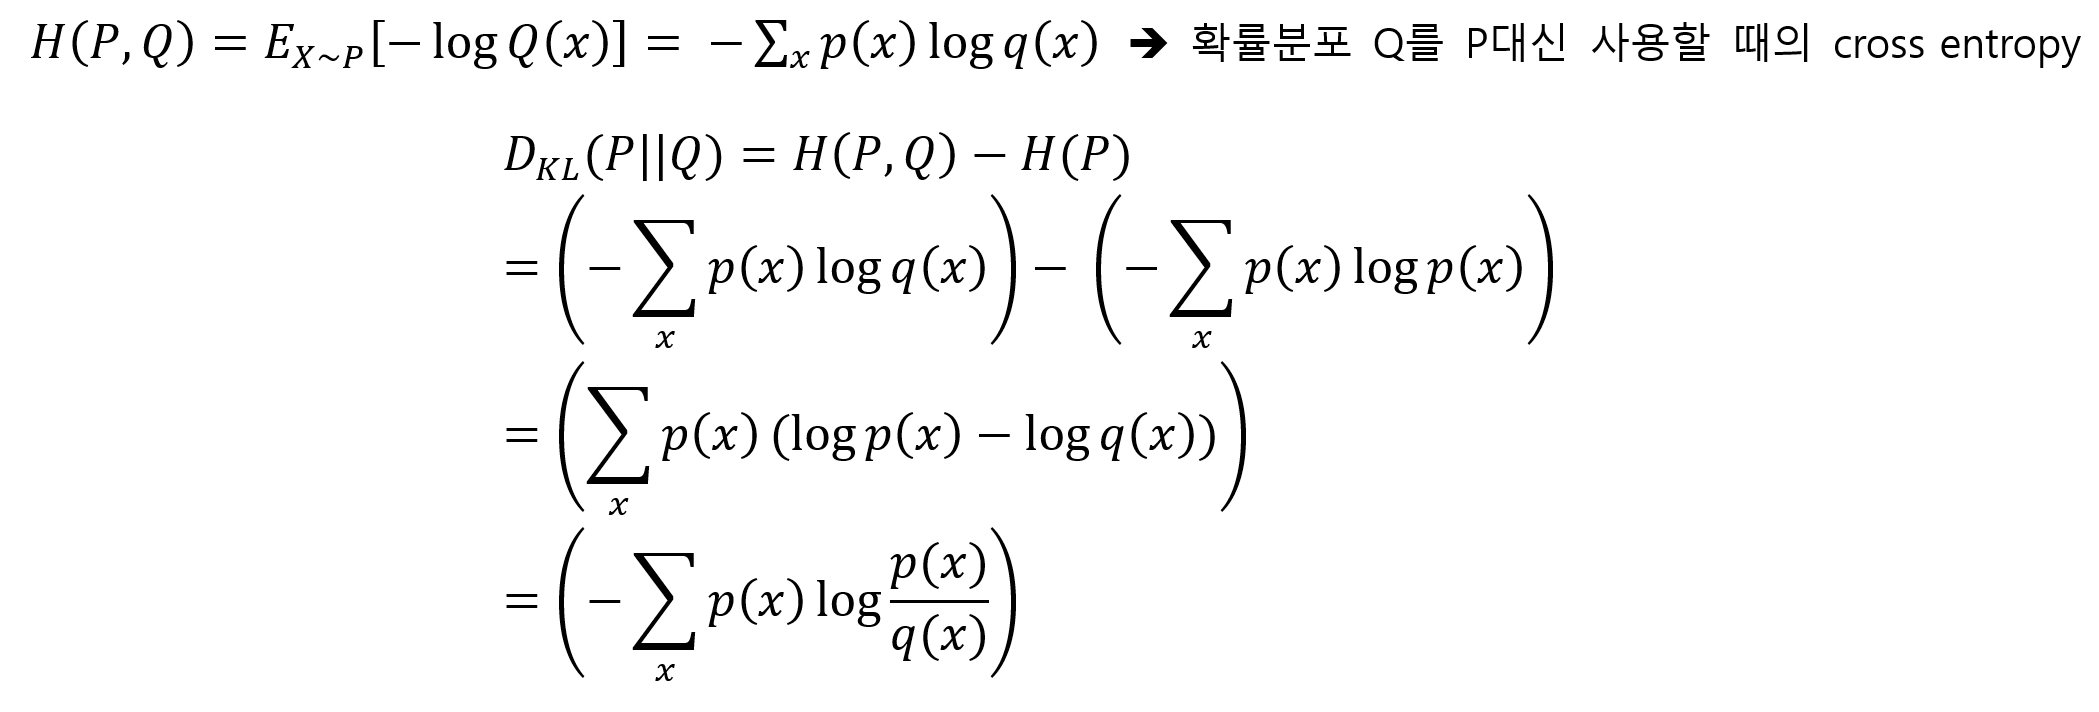 H(P,Q) = E_{X~P}[− log Q(x)] = − ∑_x p(x) log q(x) ➔ 확률분포 Q를 P대신 사용할 때의 cross entropy
D_{KL}(P||Q) = H(P,Q) − H(P)
= (− ∑_x p(x) log q(x)) − (− ∑_x p(x) log p(x))
= (∑_x p(x) (log p(x) − log q(x)))
= (− ∑_x p(x) log \frac{p(x)}{q(x)})